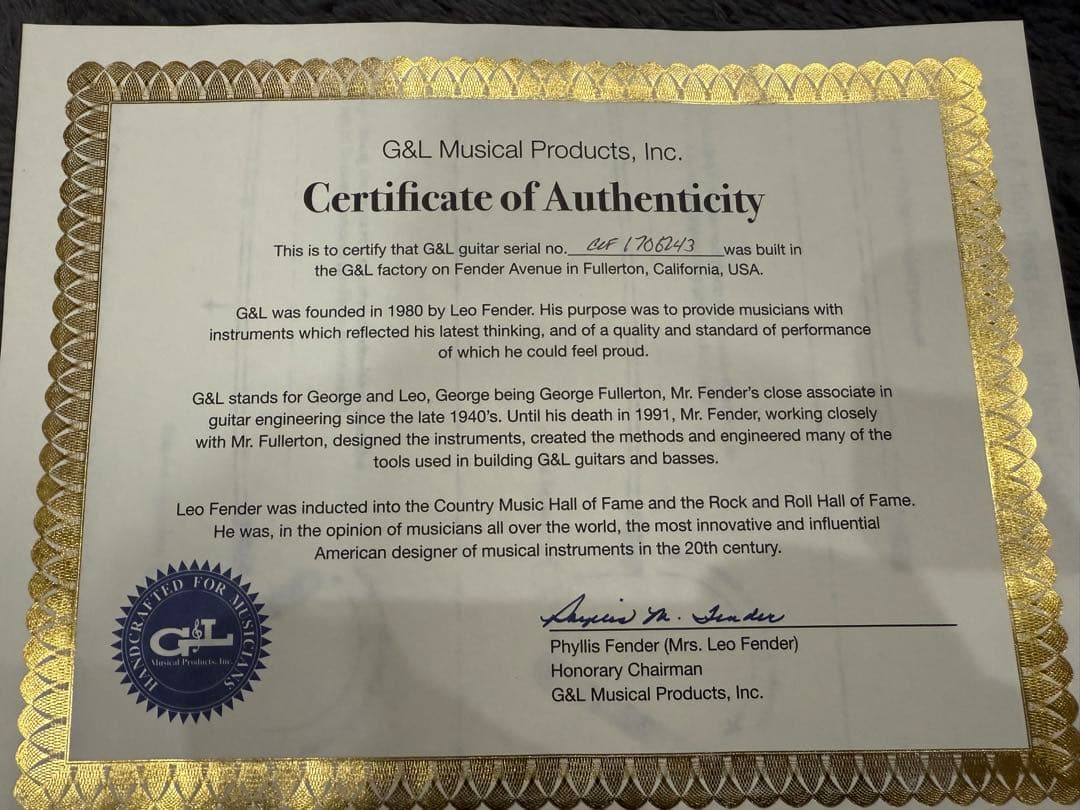 G&L Musical Products, Inc.
Certificate of Authenticity
This is to certify that G&L guitar serial no. CLF1706243 was built in
the G&L factory on Fender Avenue in Fullerton, California, USA.
G&L was founded in 1980 by Leo Fender. His purpose was to provide musicians with
instruments which reflected his latest thinking, and of a quality and standard of performance
of which he could feel proud.
G&L stands for George and Leo, George being George Fullerton, Mr. Fender's close associate in
guitar engineering since the late 1940's. Until his death in 1991, Mr. Fender, working closely
with Mr. Fullerton, designed the instruments, created the methods and engineered many of the
tools used in building G&L guitars and basses.
Leo Fender was inducted into the Country Music Hall of Fame and the Rock and Roll Hall of Fame.
He was, in the opinion of musicians all over the world, the most innovative and influential
American designer of musical instruments in the 20th century.
HANDCRAFTED FOR MUSICIANS
G&L
Musical Products, Inc.
Phyllis M. Fender
Phyllis Fender (Mrs. Leo Fender)
Honorary Chairman
G&L Musical Products, Inc.